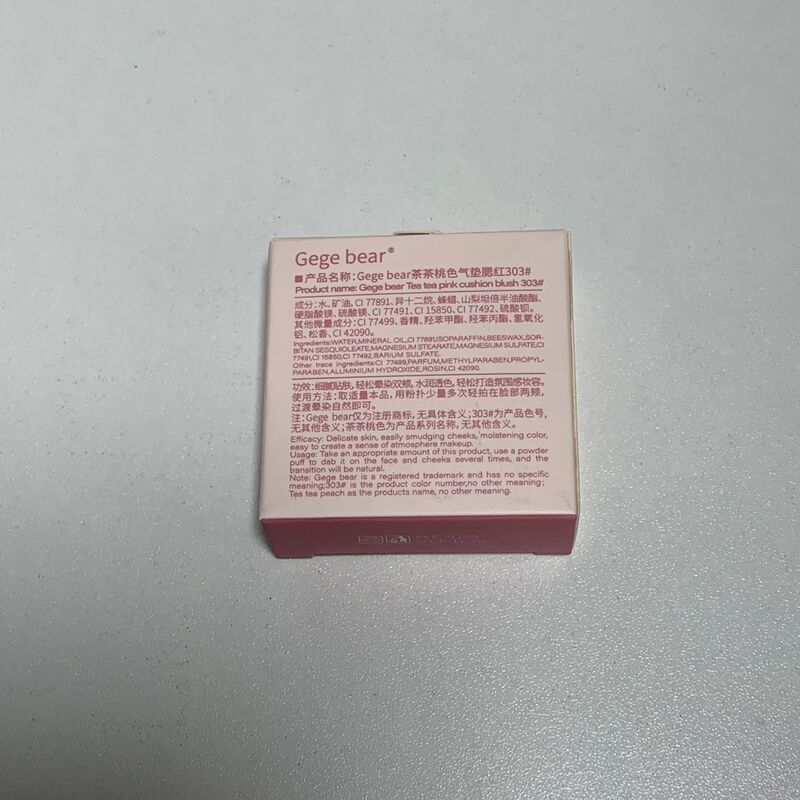 Gege bear®
■产品名称:Gege bear茶茶桃色气垫腮红303#
Product name: Gege bear Tea tea pink cushion blush 303#
成分:水、矿油, CI 77891、异十二烷、蜂蜡、山梨坦倍半油酸酯、
硬脂酸镁、硫酸镁、CI 77491、CI 15850、CI 77492、硫酸钡。
其他微量成分:CI 77499、香精、羟苯甲酯、羟苯丙酯、氢氧化
铝、松香、CI 42090。
Ingredients:WATER,MINERAL OIL,CI 77891,ISOPARAFFIN,BEESWAX,SOR-
BITAN SESQUIOLEATE,MAGNESIUM STEARATE,MAGNESIUM SULFATE,CI
77491,CI 15850,CI 77492,BARIUM SULFATE.
Other trace ingredients:CI 77499,PARFUM,METHYLPARABEN,PROPYL-
PARABEN,ALUMINIUM HYDROXIDE,ROSIN,CI 42090.
功效:细腻贴肤,轻松晕染双颊,水润透色,轻松打造氛围感妆容。
使用方法:取适量本品,用粉扑少量多次轻拍在脸部两颊,
过渡晕染自然即可。
注:Gege bear仅为注册商标,无具体含义;303#为产品色号,
无其他含义;茶茶桃色为产品系列名称,无其他含义。
Efficacy: Delicate skin, easily smudging cheeks, moistening color,
easy to create a sense of atmosphere makeup.
Usage: Take an appropriate amount of this product, use a powder
puff to dab it on the face and cheeks several times, and the
transition will be natural.
Note: Gege bear is a registered trademark and has no specific
meaning;303# is the product color number,no other meaning;
Tea tea peach as the products name, no other meaning.